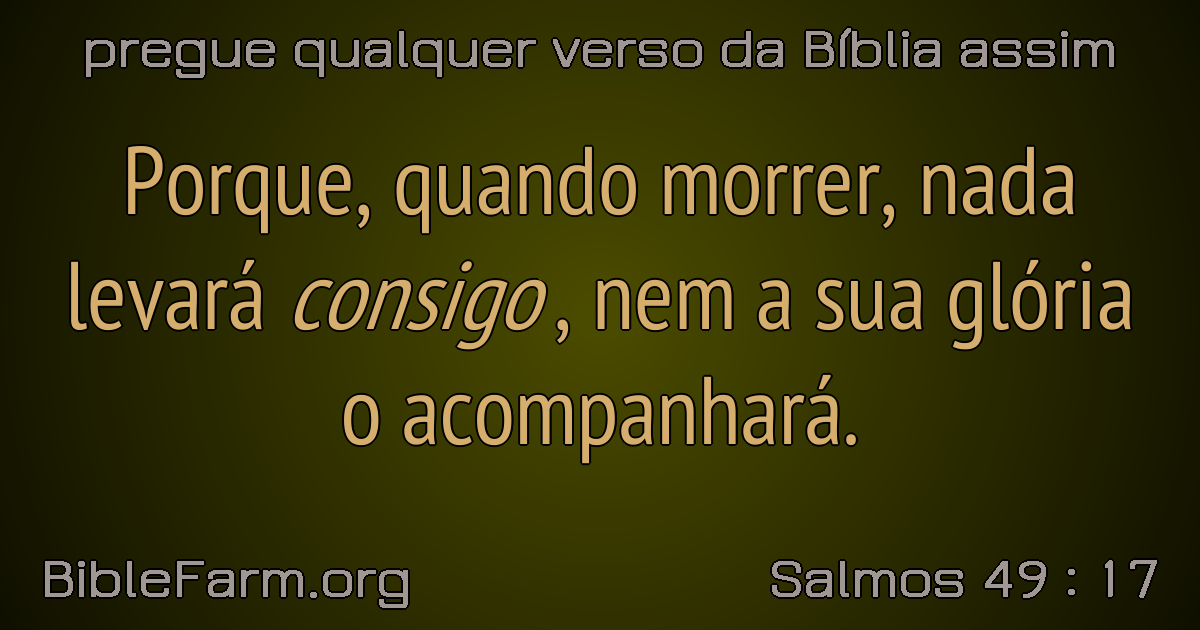 pregue qualquer verso da Bíblia assim
Porque, quando morrer, nada
levará consigo, nem a sua glória
o acompanhará.
BibleFarm.org
Salmos 49 : 17